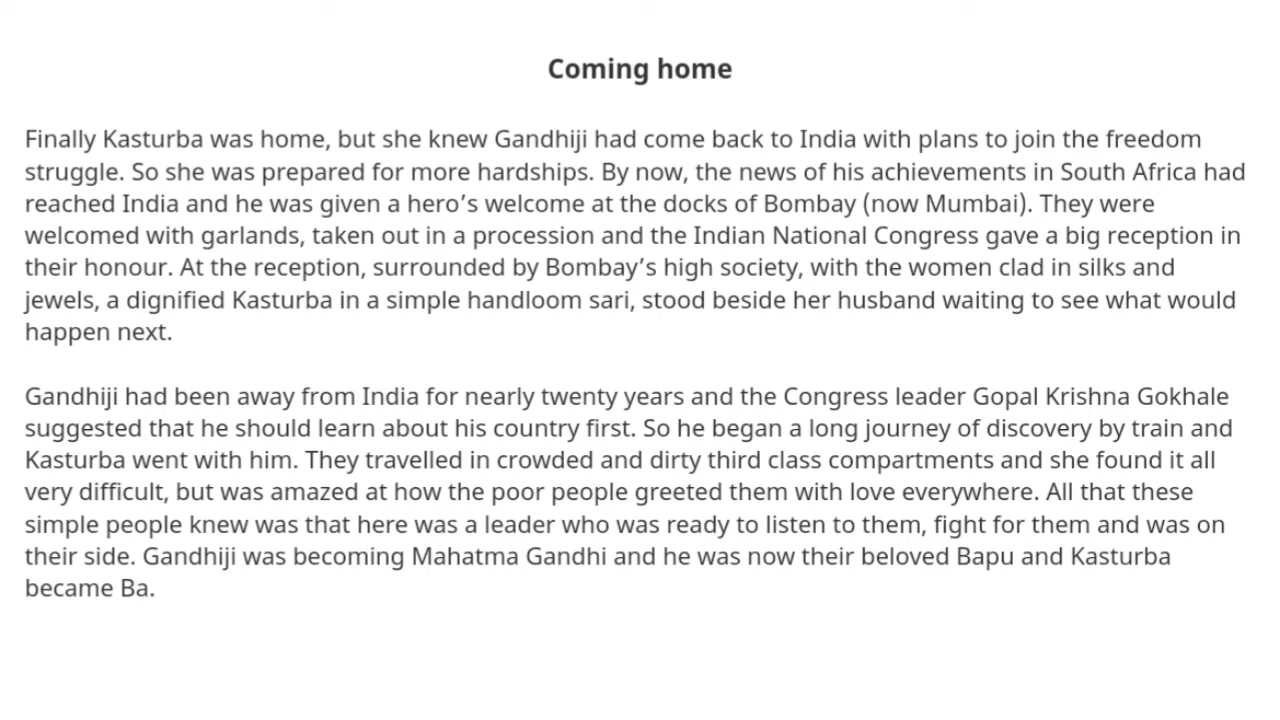 Coming home
Finally Kasturba was home, but she knew Gandhiji had come back to India with plans to join the freedom
struggle. So she was prepared for more hardships. By now, the news of his achievements in South Africa had
reached India and he was given a hero’s welcome at the docks of Bombay (now Mumbai). They were
welcomed with garlands, taken out in a procession and the Indian National Congress gave a big reception in
their honour. At the reception, surrounded by Bombay’s high society, with the women clad in silks and
jewels, a dignified Kasturba in a simple handloom sari, stood beside her husband waiting to see what would
happen next.
Gandhiji had been away from India for nearly twenty years and the Congress leader Gopal Krishna Gokhale
suggested that he should learn about his country first. So he began a long journey of discovery by train and
Kasturba went with him. They travelled in crowded and dirty third class compartments and she found it all
very difficult, but was amazed at how the poor people greeted them with love everywhere. All that these
simple people knew was that here was a leader who was ready to listen to them, fight for them and was on
their side. Gandhiji was becoming Mahatma Gandhi and he was now their beloved Bapu and Kasturba
became Ba.